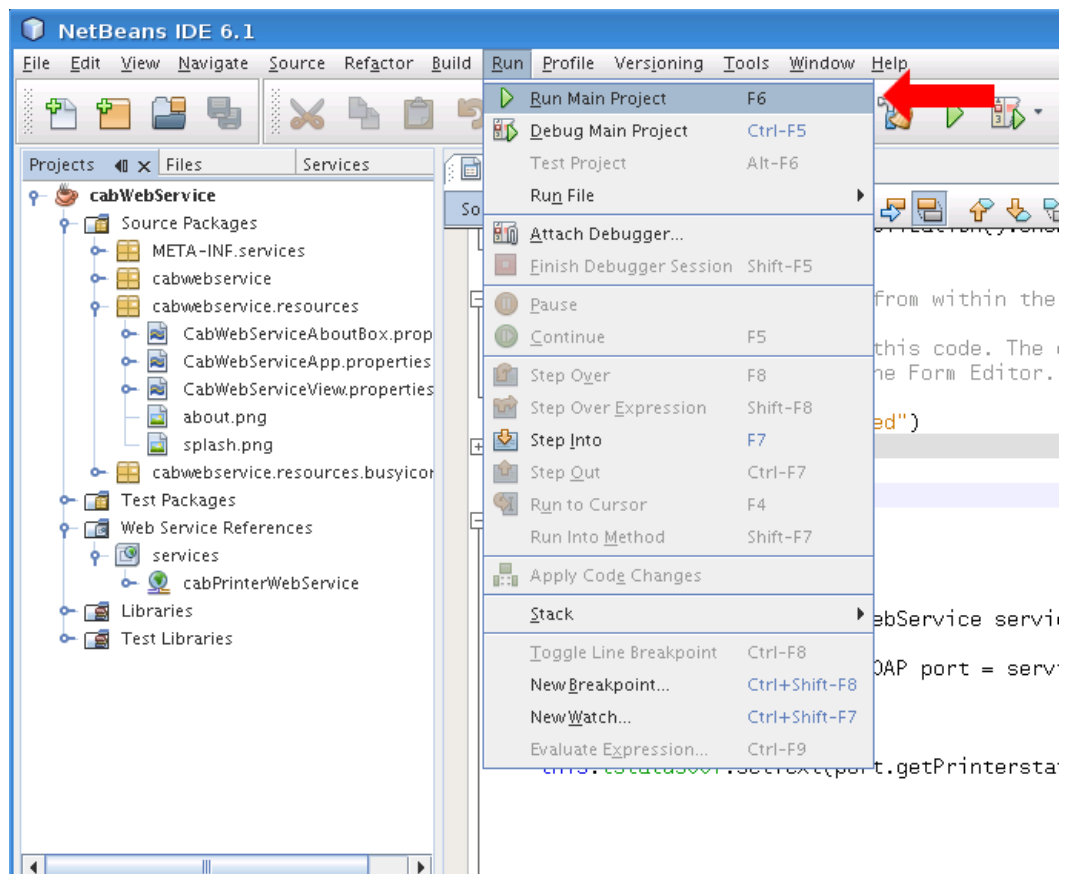 NetBeans IDE 6.1
File Edit View Navigate Source Refactor Build Run Profile Versioning Tools Window Help
Run Main Project F6
Debug Main Project Ctrl-F5
Test Project Alt-F6
Run File
Attach Debugger...
Finish Debugger Session Shift-F5
Pause
Continue F5
Step Over F8
Step Over Expression Shift-F8
Step Into F7
Step Out Ctrl-F7
Run to Cursor F4
Run Into Method Shift-F7
Apply Code Changes
Stack
Toggle Line Breakpoint Ctrl-F8
New Breakpoint... Ctrl+Shift-F8
New Watch... Ctrl+Shift-F7
Evaluate Expression... Ctrl-F9
Projects Files Services
cabWebService
Source Packages
META-INF.services
cabwebservice
cabwebservice.resources
CabWebServiceAboutBox.prop
CabWebServiceApp.properties
CabWebServiceView.properties
about.png
splash.png
cabwebservice.resources.busyicor
Test Packages
Web Service References
services
cabPrinterWebService
Libraries
Test Libraries
So
from within the
this code. The
he Form Editor.
ed")
ebService servi
OAP port = serv
t.getPrintersta